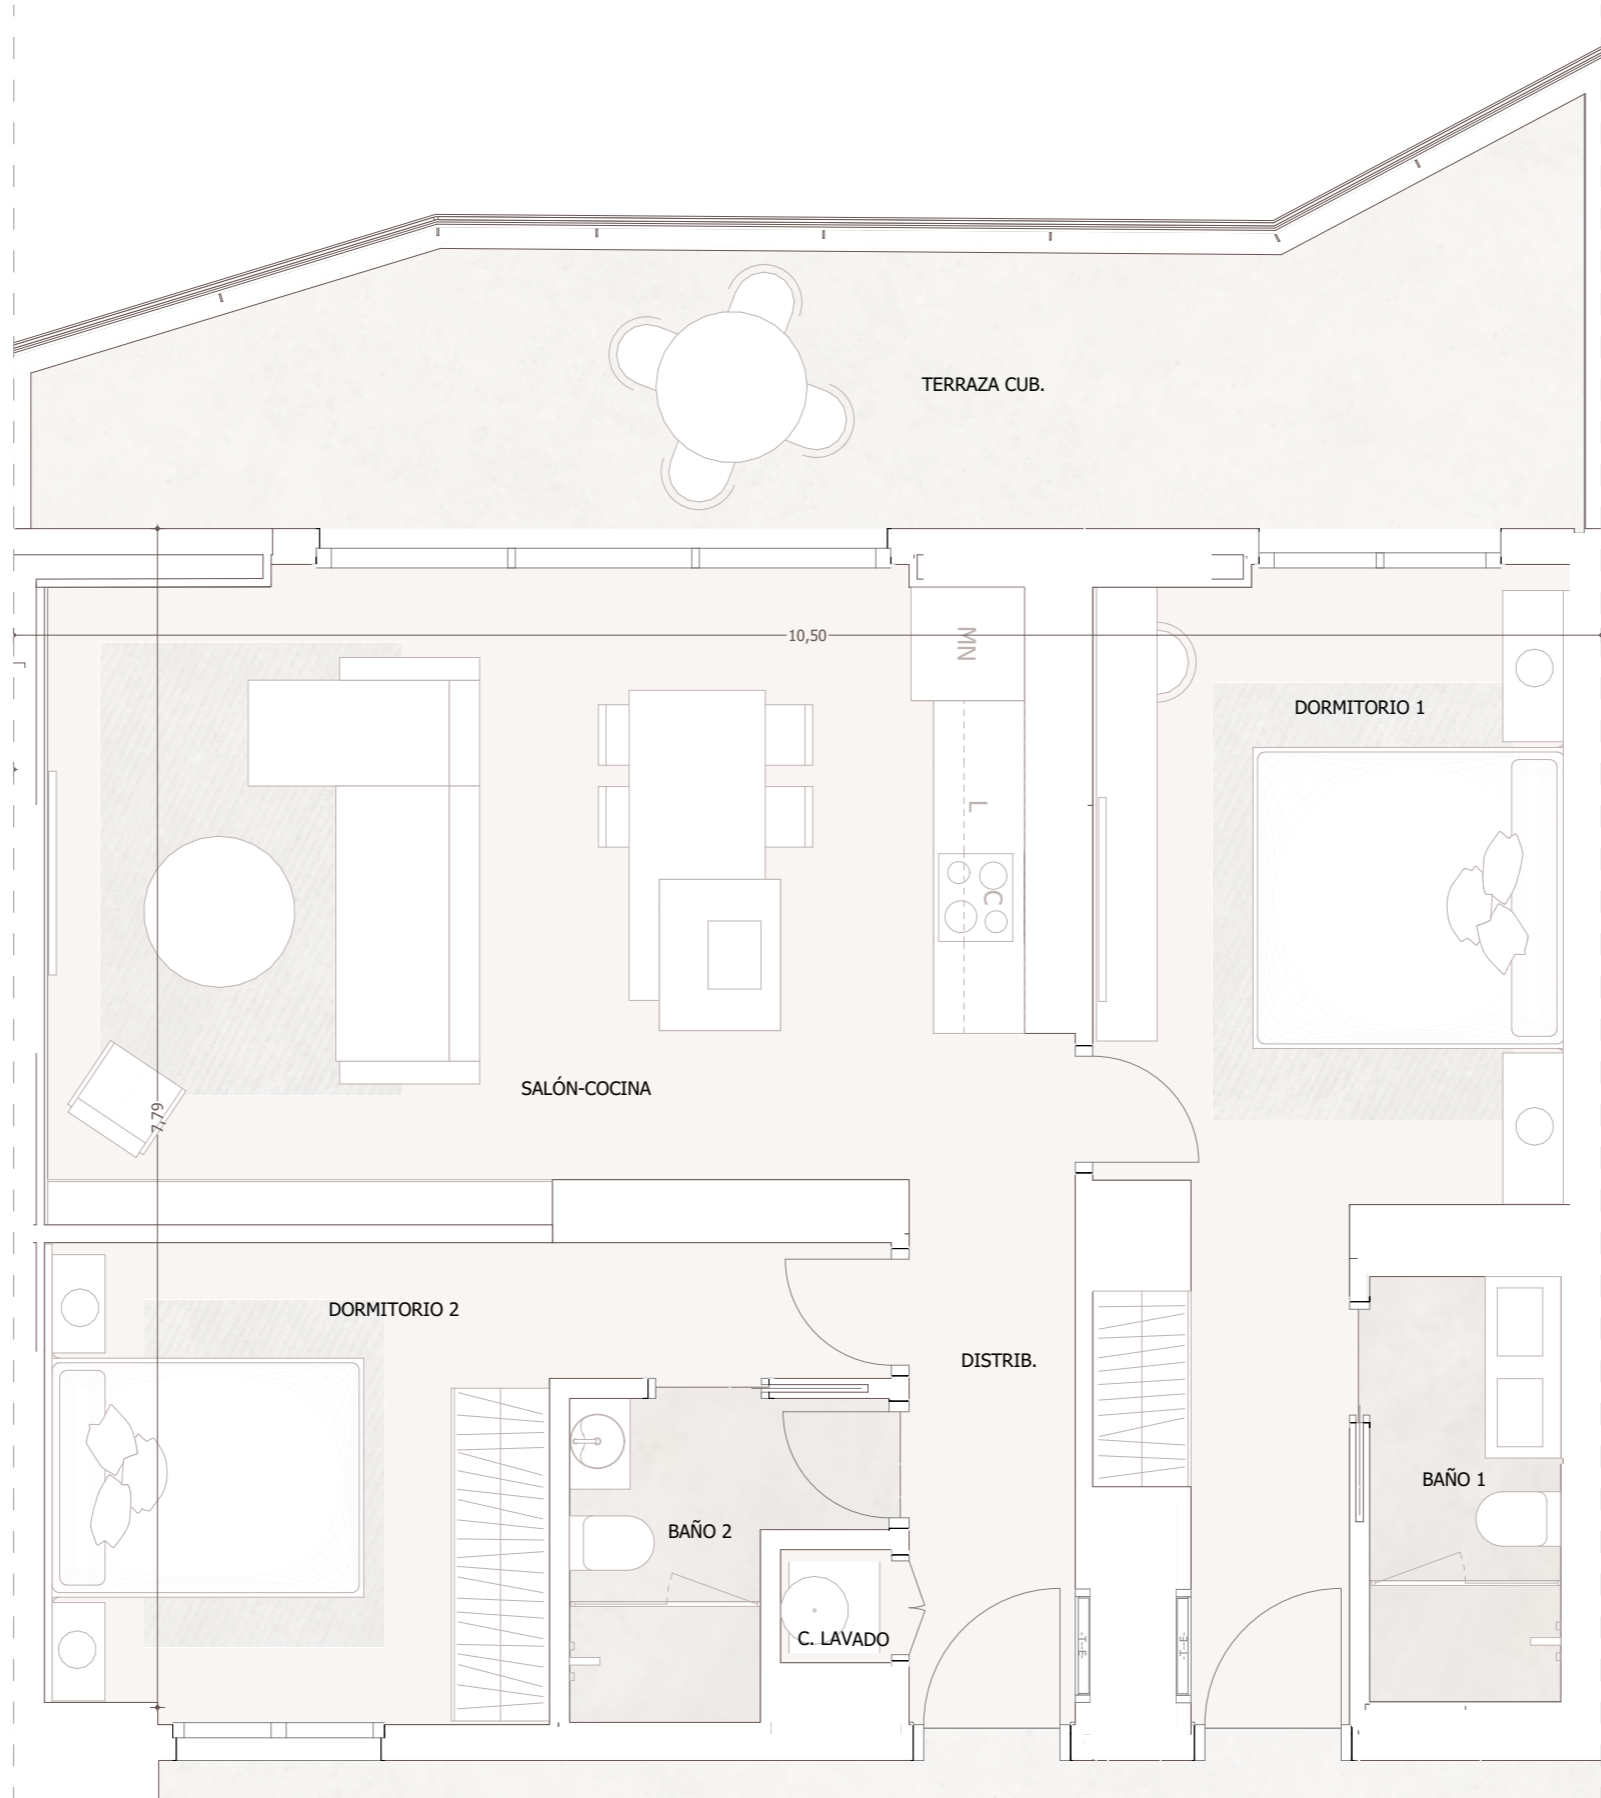 TERRAZA CUB.
10,50
MN
DORMITORIO 1
L
C
SALÓN-COCINA
7,79
DORMITORIO 2
DISTRIB.
BAÑO 1
BAÑO 2
C. LAVADO
-T-E-
-T-E-